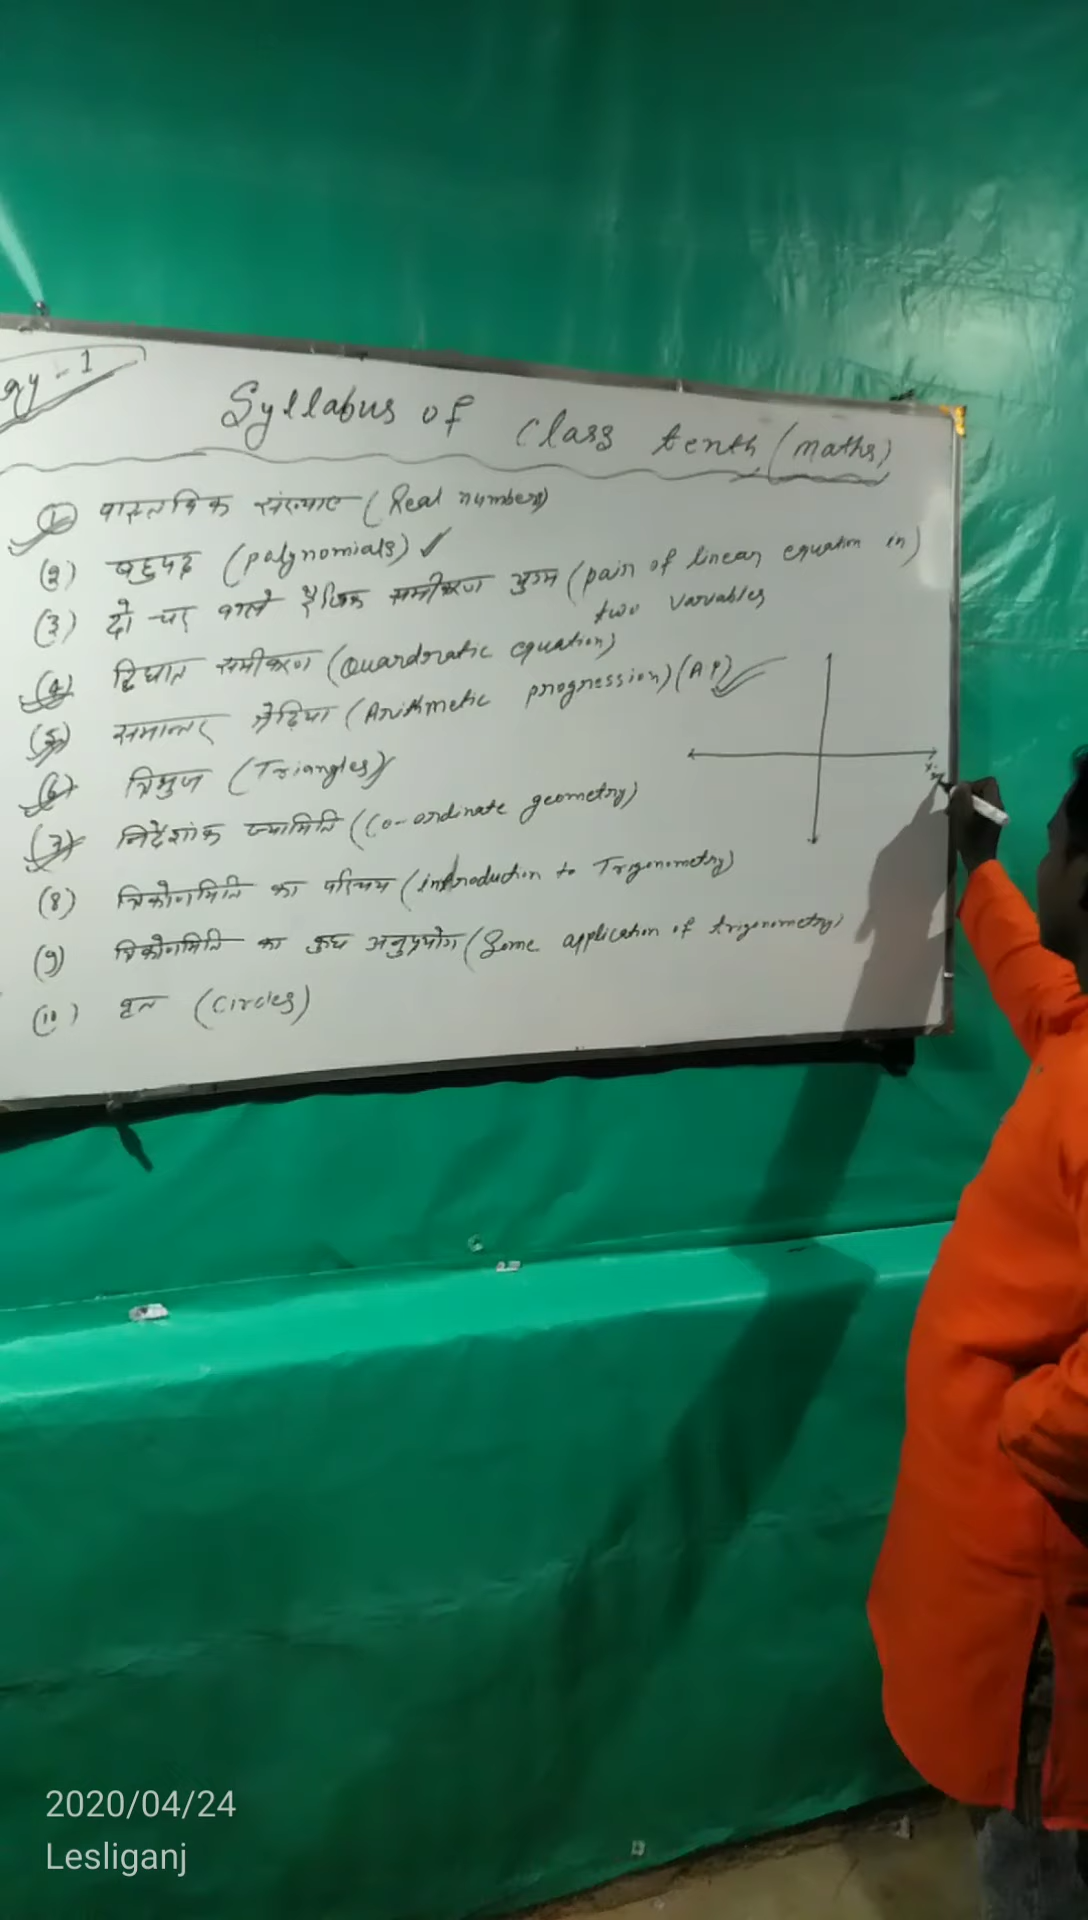 ay - 1
Syllabus of Class tenth (maths)
(1) वास्तविक संख्याए (Real numbers)
(2) बहुपद (polynomials) ✓
(3) दो चर वाले रैखिक समीकरण युग्म (pair of linear equation in)
two variables
(4) द्विघात समीकरण (Quardratic equation)
(5) समान्तर श्रेढ़िया (Arithmetic progression) (A P)
(6) त्रिभुज (Triangles)
(7) निर्देशांक ज्यामिति (Co-ordinate geometry)
x-
(8) त्रिकोणमिति का परिचय (introduction to Trigonometry)
(9) त्रिकोणमिति का कुछ अनुप्रयोग (Some application of trigonometry)
(10) वृत (Circles)
2020/04/24
Lesliganj